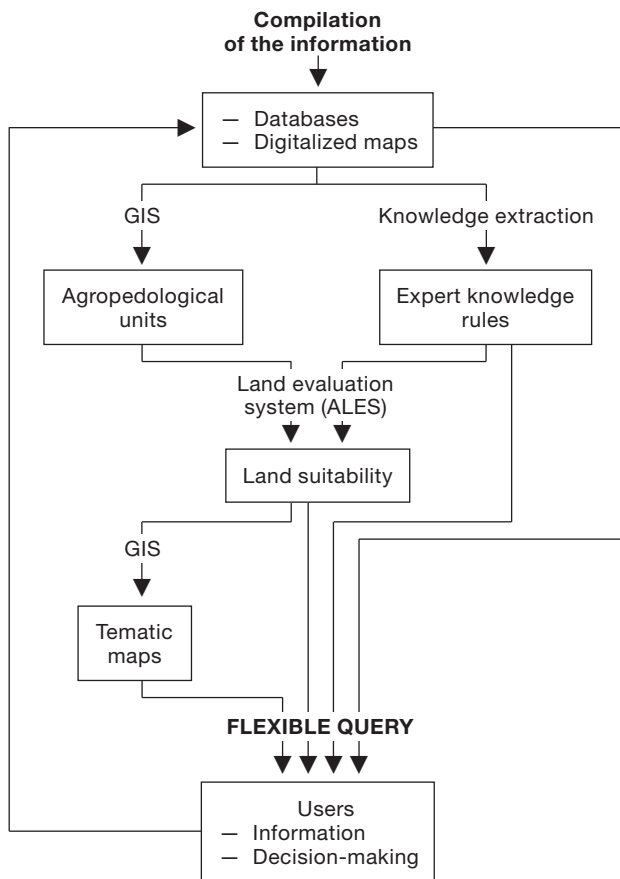 Compilation
of the information
— Databases
— Digitalized maps
GIS
Knowledge extraction
Agropedological
units
Expert knowledge
rules
Land evaluation
system (ALES)
Land suitability
GIS
Tematic
maps
FLEXIBLE QUERY
Users
— Information
— Decision-making